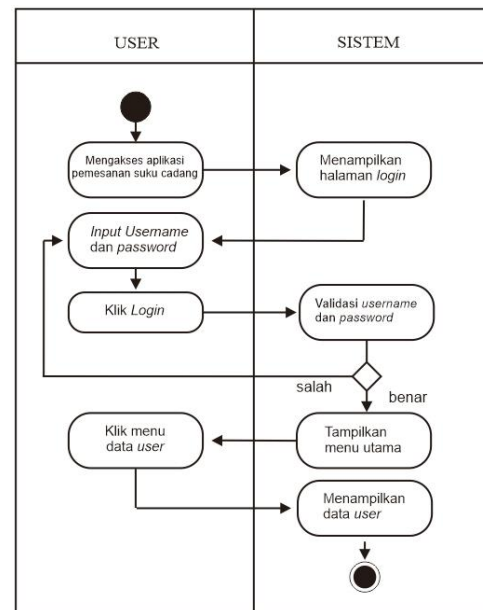 USER
SISTEM
Mengakses aplikasi
pemesanan suku cadang
Menampilkan
halaman login
Input Username
dan password
Klik Login
Validasi username
dan password
salah
benar
Klik menu
data user
Tampilkan
menu utama
Menampilkan
data user